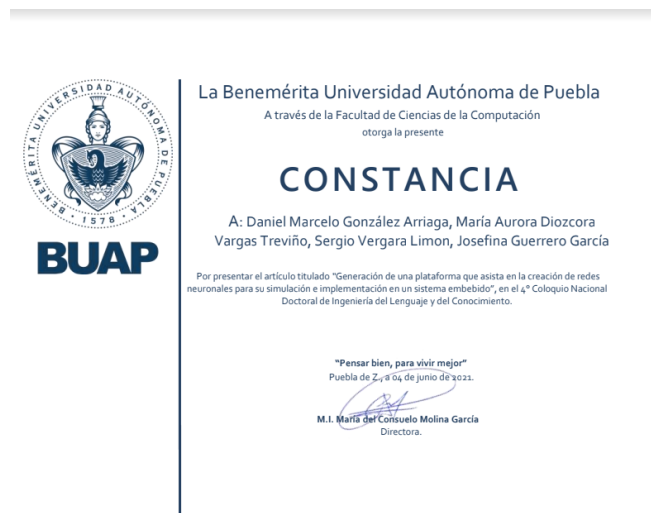 BENEMÉRITA UNIVERSIDAD AUTÓNOMA DE PUEBLA
1578
BUAP
La Benemérita Universidad Autónoma de Puebla
A través de la Facultad de Ciencias de la Computación
otorga la presente
CONSTANCIA
A: Daniel Marcelo González Arriaga, María Aurora Diozcora
Vargas Treviño, Sergio Vergara Limon, Josefina Guerrero García
Por presentar el artículo titulado “Generación de una plataforma que asista en la creación de redes
neuronales para su simulación e implementación en un sistema embebido”, en el 4° Coloquio Nacional
Doctoral de Ingeniería del Lenguaje y del Conocimiento.
“Pensar bien, para vivir mejor”
Puebla de Z., a 04 de junio de 2021.
M.I. María del Consuelo Molina García
Directora.